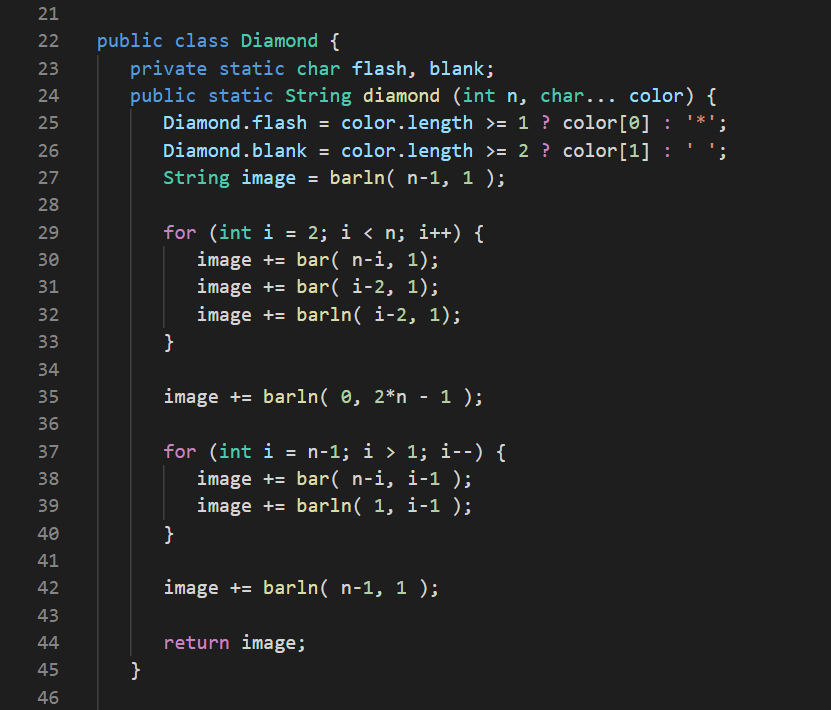 21
22 public class Diamond {
23 private static char flash, blank;
24 public static String diamond (int n, char... color) {
25 Diamond.flash = color.length >= 1 ? color[0] : '*';
26 Diamond.blank = color.length >= 2 ? color[1] : ' ';
27 String image = barln( n-1, 1 );
28
29 for (int i = 2; i < n; i++) {
30 image += bar( n-i, 1);
31 image += bar( i-2, 1);
32 image += barln( i-2, 1);
33 }
34
35 image += barln( 0, 2*n - 1 );
36
37 for (int i = n-1; i > 1; i--) {
38 image += bar( n-i, i-1 );
39 image += barln( 1, i-1 );
40 }
41
42 image += barln( n-1, 1 );
43
44 return image;
45 }
46